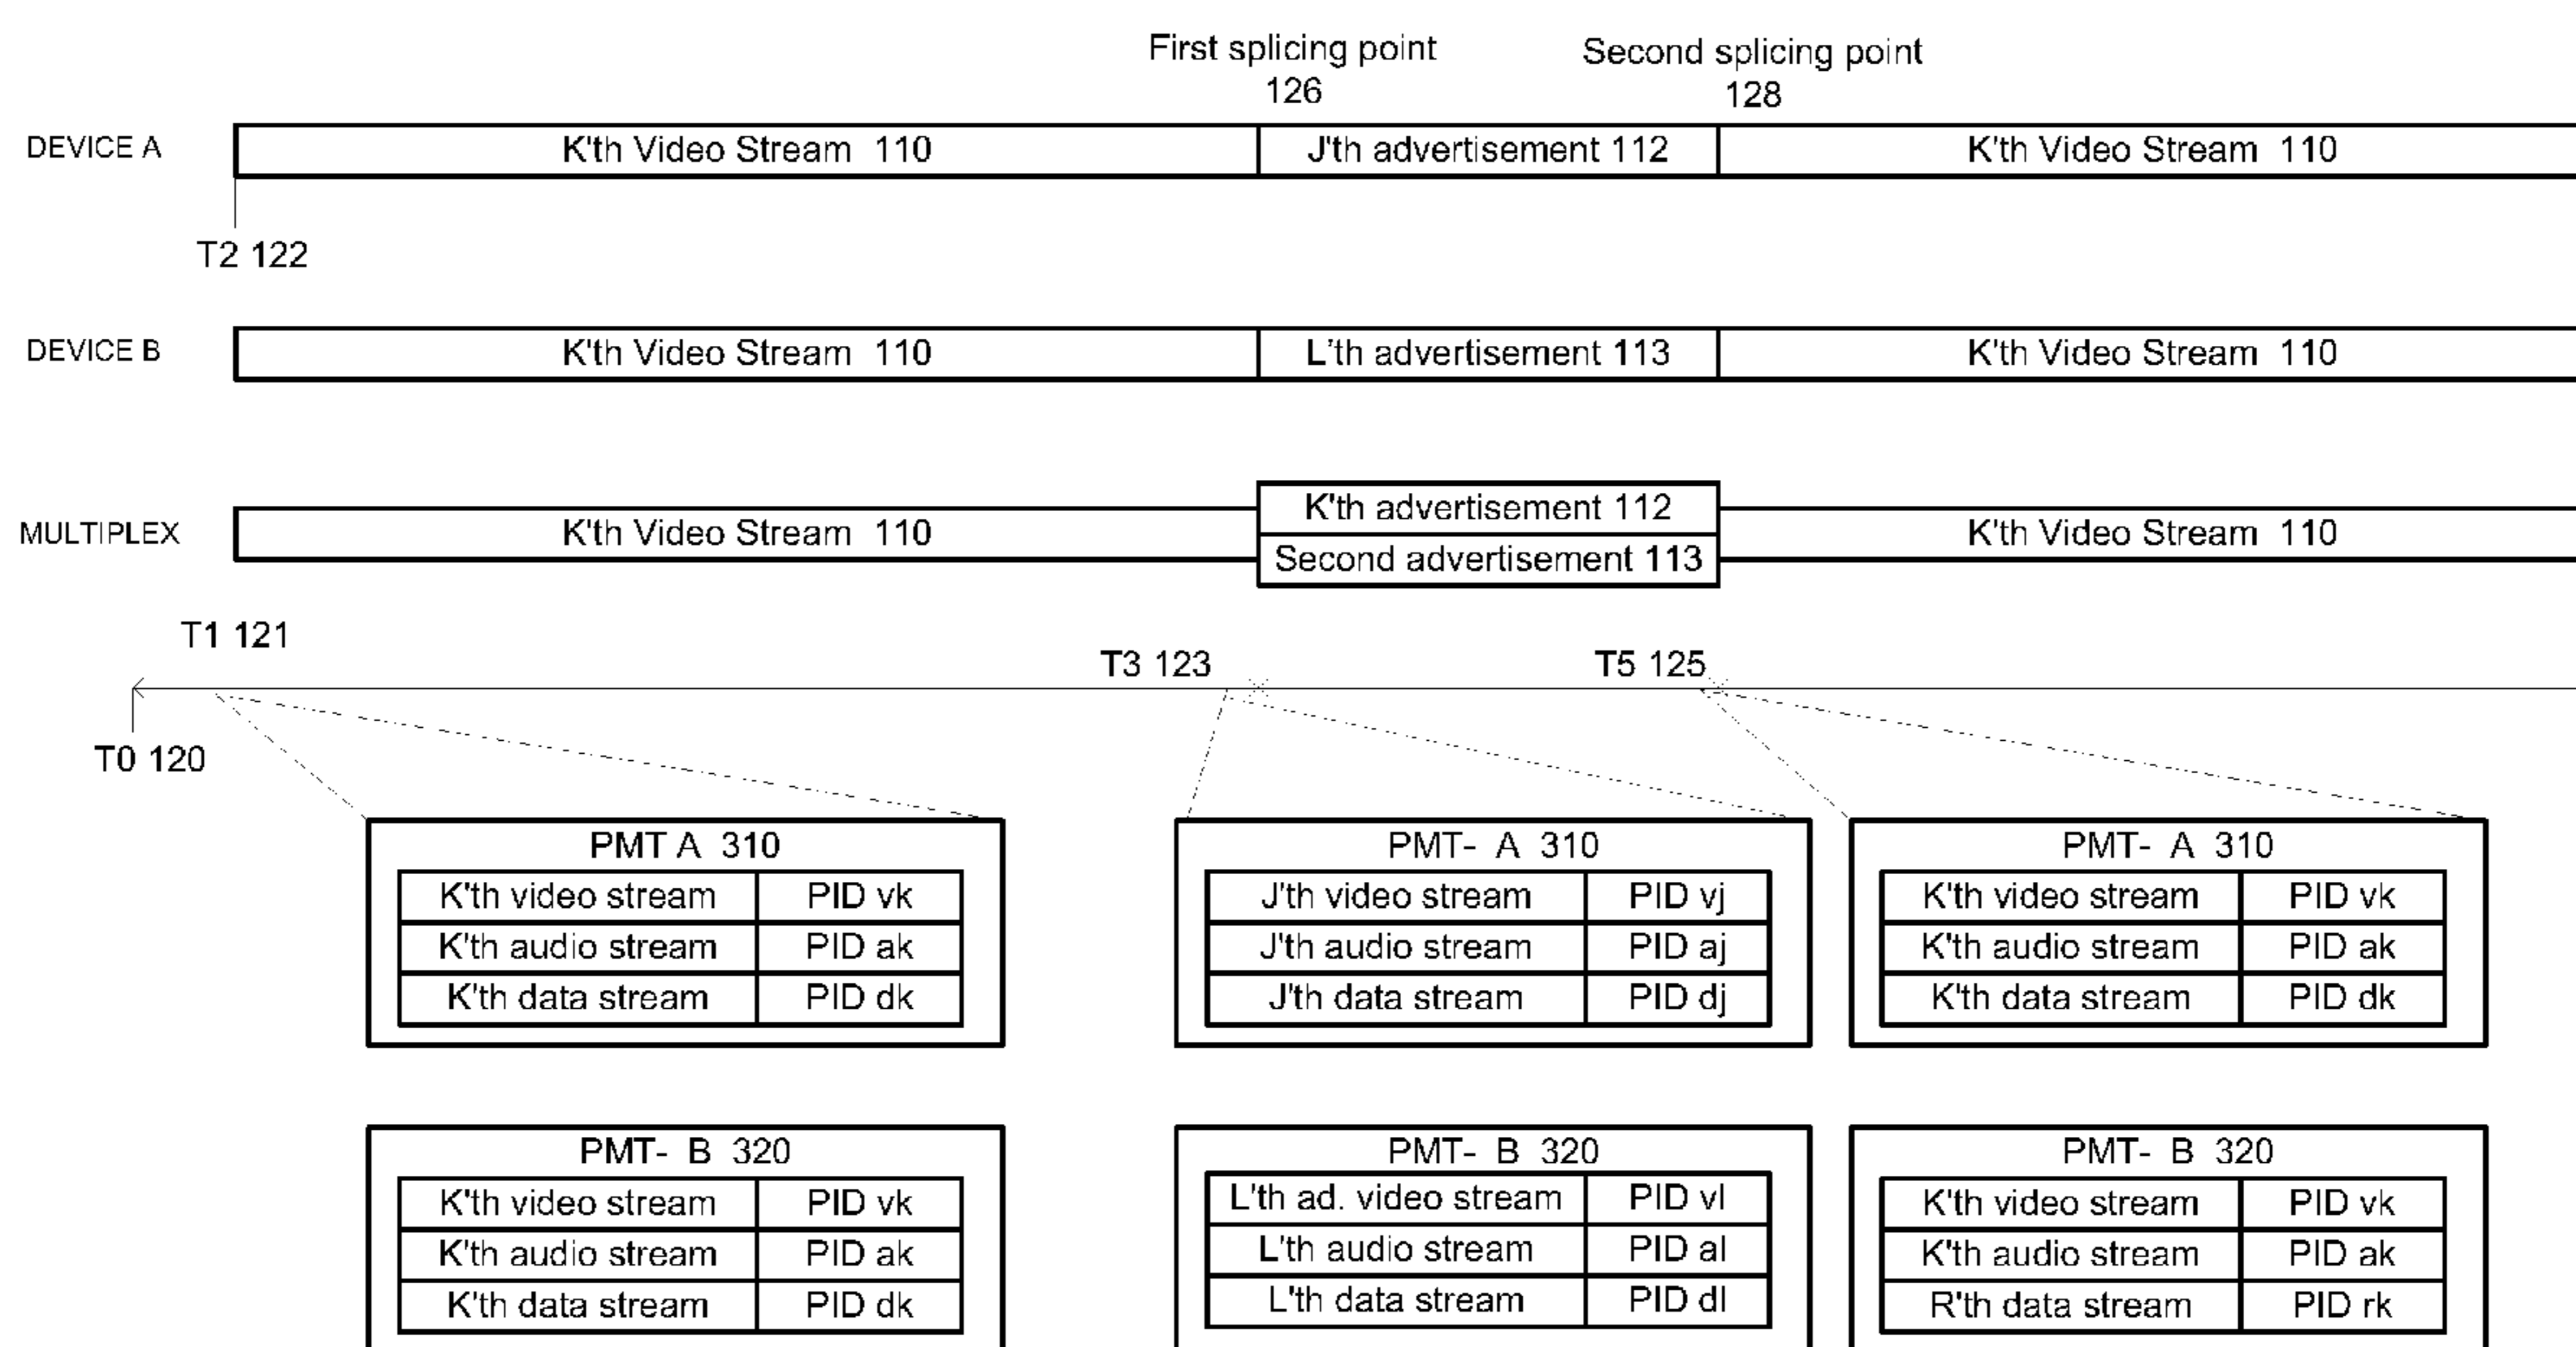 First splicing point
126
Second splicing point
128
DEVICE A
K'th Video Stream 110
J'th advertisement 112
K'th Video Stream 110
T2 122
DEVICE B
K'th Video Stream 110
L'th advertisement 113
K'th Video Stream 110
MULTIPLEX
K'th Video Stream 110
K'th advertisement 112
Second advertisement 113
K'th Video Stream 110
T1 121
T3 123
T5 125
T0 120
PMT A 310
K'th video stream PID vk
K'th audio stream PID ak
K'th data stream PID dk
PMT- A 310
J'th video stream PID vj
J'th audio stream PID aj
J'th data stream PID dj
PMT- A 310
K'th video stream PID vk
K'th audio stream PID ak
K'th data stream PID dk
PMT- B 320
K'th video stream PID vk
K'th audio stream PID ak
K'th data stream PID dk
PMT- B 320
L'th ad. video stream PID vl
L'th audio stream PID al
L'th data stream PID dl
PMT- B 320
K'th video stream PID vk
K'th audio stream PID ak
R'th data stream PID rk